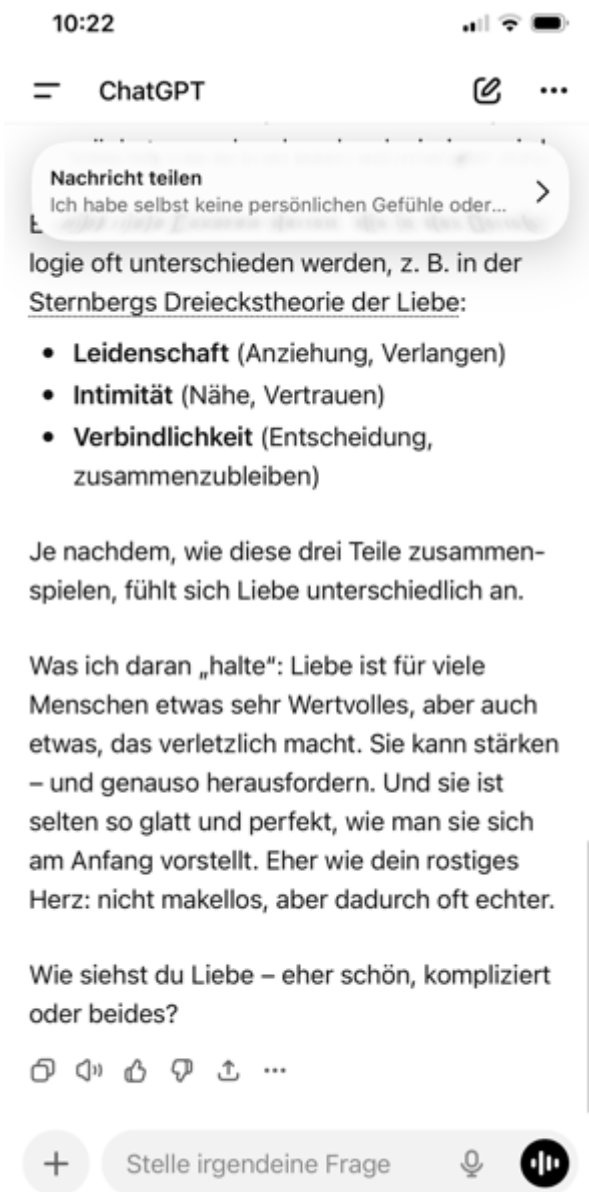 10:22
ChatGPT
Nachricht teilen
Ich habe selbst keine persönlichen Gefühle oder...
logie oft unterschieden werden, z. B. in der
Sternbergs Dreieckstheorie der Liebe:
• Leidenschaft (Anziehung, Verlangen)
• Intimität (Nähe, Vertrauen)
• Verbindlichkeit (Entscheidung,
zusammenzubleiben)
Je nachdem, wie diese drei Teile zusammen-
spielen, fühlt sich Liebe unterschiedlich an.
Was ich daran „halte“: Liebe ist für viele
Menschen etwas sehr Wertvolles, aber auch
etwas, das verletzlich macht. Sie kann stärken
– und genauso herausfordern. Und sie ist
selten so glatt und perfekt, wie man sie sich
am Anfang vorstellt. Eher wie dein rostiges
Herz: nicht makellos, aber dadurch oft echter.
Wie siehst du Liebe – eher schön, kompliziert
oder beides?
Stelle irgendeine Frage